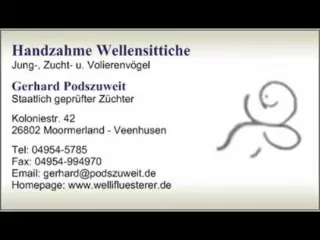 Handzahme Wellensittiche
Jung-, Zucht- u. Volierenvögel
Gerhard Podszuweit
Staatlich geprüfter Züchter
Koloniestr. 42
26802 Moormerland - Veenhusen
Tel: 04954-5785
Fax: 04954-994970
Email: gerhard@podszuweit.de
Homepage: www.wellifluesterer.de